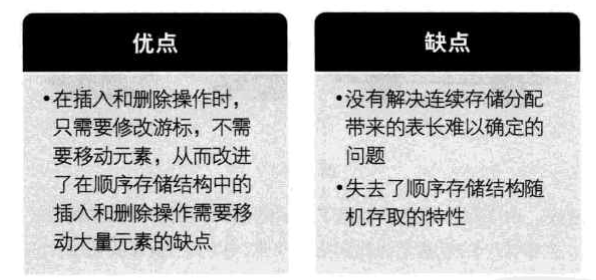 优点
•在插入和删除操作时，
只需要修改游标，不需
要移动元素，从而改进
了在顺序存储结构中的
插入和删除操作需要移
动大量元素的缺点
缺点
•没有解决连续存储分配
带来的表长难以确定的
问题
•失去了顺序存储结构随
机存取的特性